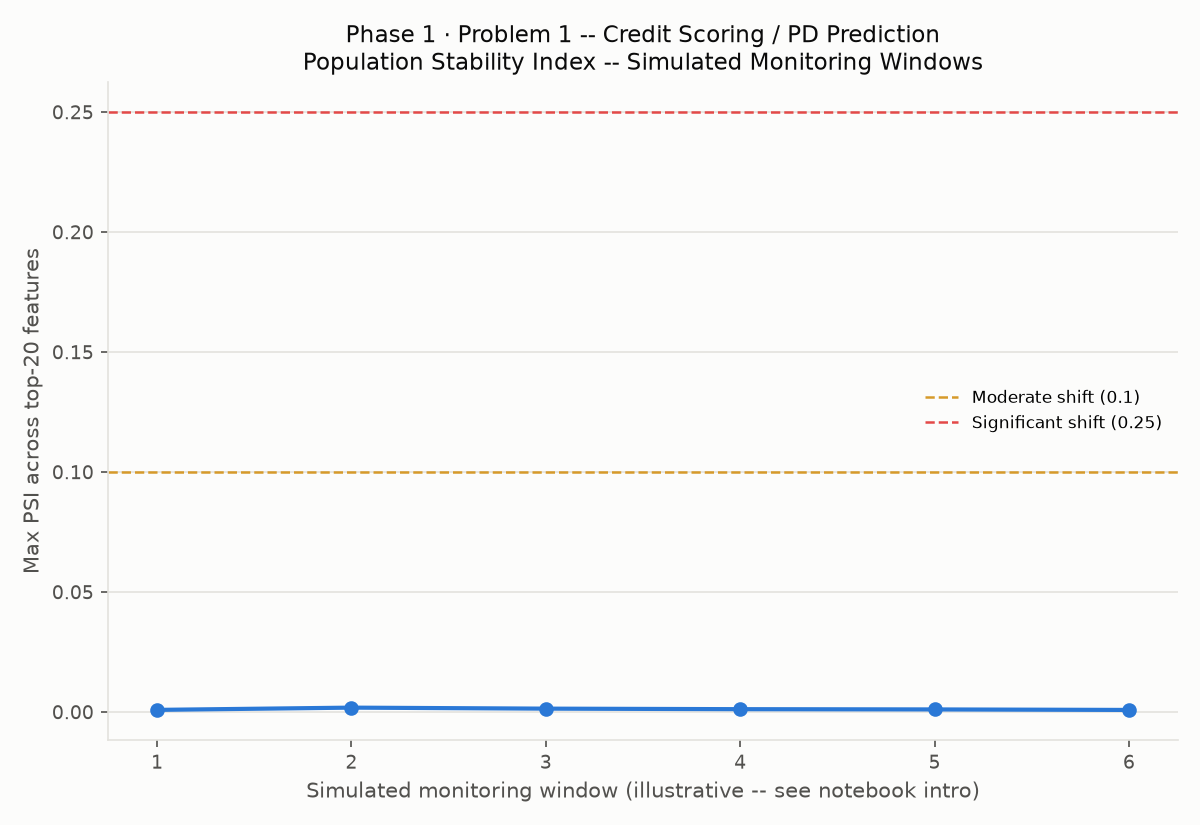 Phase 1 · Problem 1 -- Credit Scoring / PD Prediction
Population Stability Index -- Simulated Monitoring Windows
Max PSI across top-20 features
0.25
0.20
0.15
0.10
0.05
0.00
Moderate shift (0.1)
Significant shift (0.25)
1 2 3 4 5 6
Simulated monitoring window (illustrative -- see notebook intro)